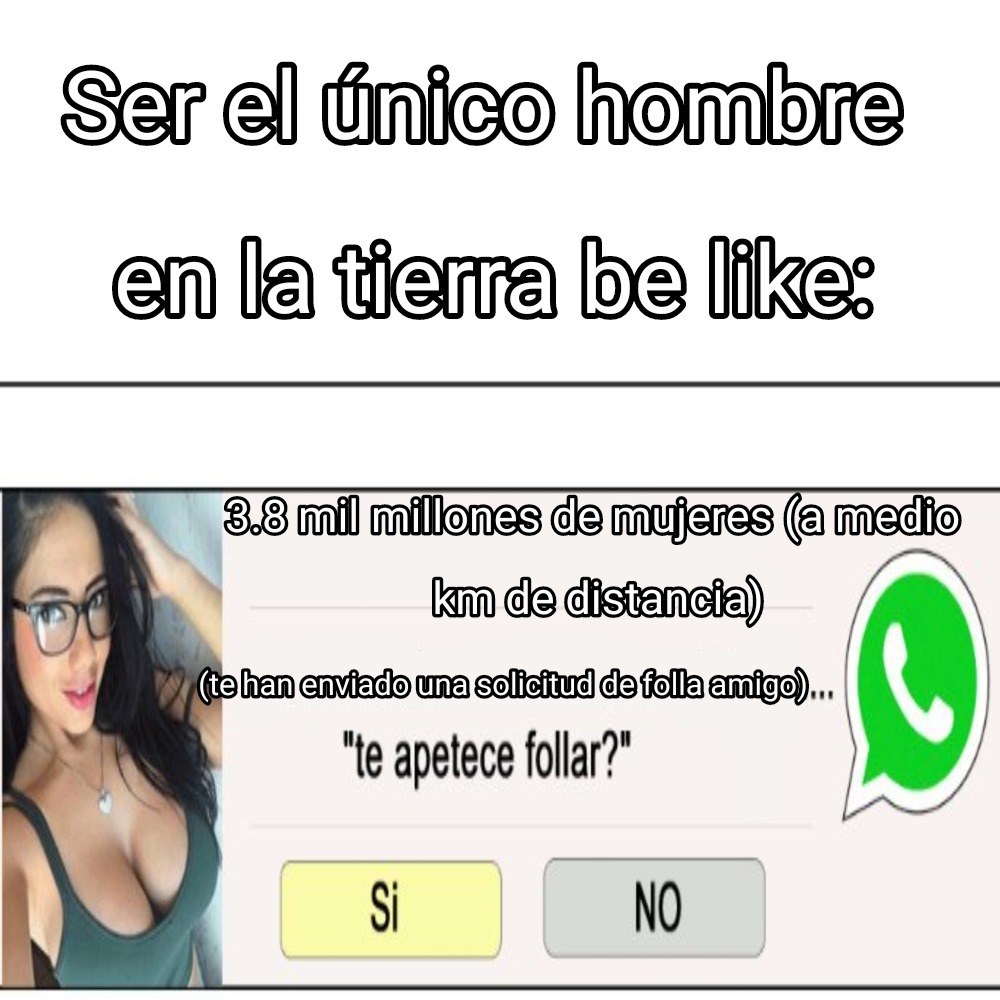 Ser el único hombre
en la tierra be like:
3.8 mil millones de mujeres (a medio
km de distancia)
(te han enviado una solicitud de folla amigo)...
"te apetece follar?"
Si
NO